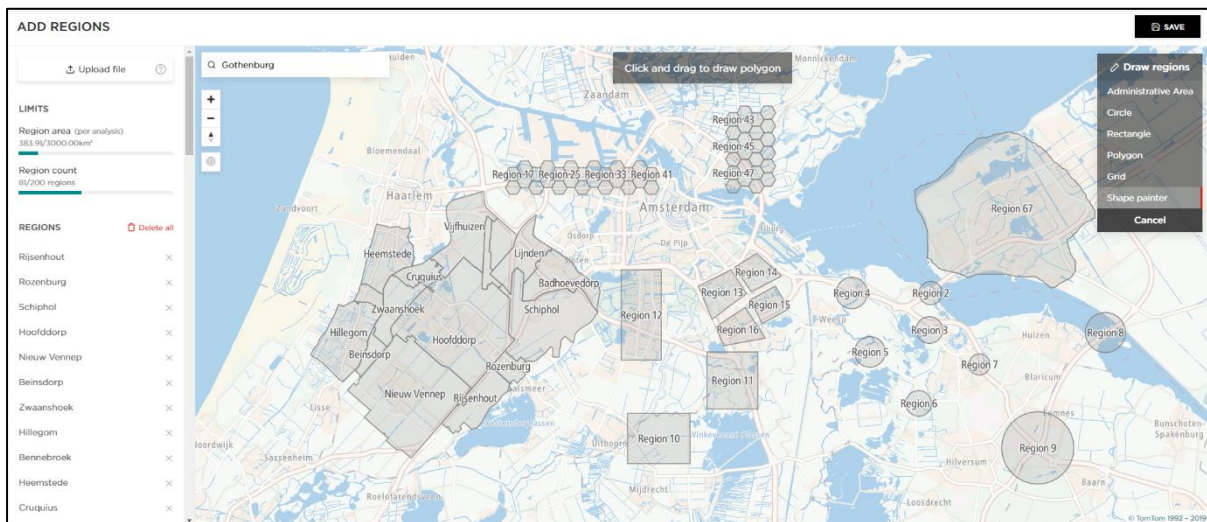 ADD REGIONS
SAVE
Upload file
?
LIMITS
Region area (per analysis)
383.91/3000.00km²
Region count
81/200 regions
REGIONS
Delete all
Rijsenhout
Rozenburg
Schiphol
Hoofddorp
Nieuw Vennep
Beinsdorp
Zwaanshoek
Hillegom
Bennebroek
Heemstede
Cruquius
Gothenburg
Click and drag to draw polygon
Draw regions
Administrative Area
Circle
Rectangle
Polygon
Grid
Shape painter
Cancel
Monnickendam
Zaandam
Bloemendaal
Region 43
Region 45
Region 47
Region 17 Region 25 Region 33 Region 41
Haarlem
Zandvoort
Amsterdam
Region 67
Vijfhuizen
Osdorp
De Pijp
Heemstede
Lijnden
Cruquius
Badhoevedorp
Region 14
Region 13
Region 15
Region 4
Region 2
Zwaanshoek
Schiphol
Region 12
Region 16
Weesp
Region 3
Region 8
Hillegom
Hoofddorp
Huizen
Beinsdorp
Region 5
Rozenburg
Region 7
Region 11
Blaricum
Nieuw Vennep
Rijsenhout
Aalsmeer
Region 6
Lisse
Eemnes
Bunschoten-
Spakenburg
Region 10
Uithoorn
Vinkeveense Plassen
Region 9
Noordwijk
Sassenheim
Hilversum
Mijdrecht
Baarn
Roelofarendsveen
Loosdrecht
© TomTom 1992 - 2019